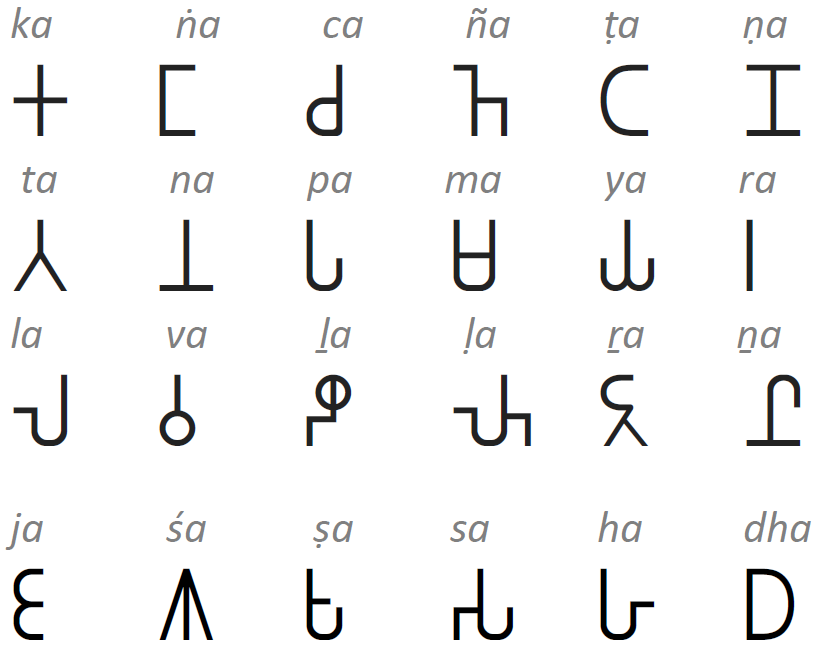 ka ṅa ca ña ṭa ṇa
𑀓 𑀗 𑀘 𑀜 𑀝 𑀡
ta na pa ma ya ra
𑀢 𑀦 𑀧 𑀫 𑀬 𑀭
la va ḻa ḷa ṟa ṉa
𑀮 𑀯 𑀵 𑀴 𑀶 𑀷
ja śa ṣa sa ha dha
𑀚 𑀰 𑀱 𑀲 𑀳 𑀥